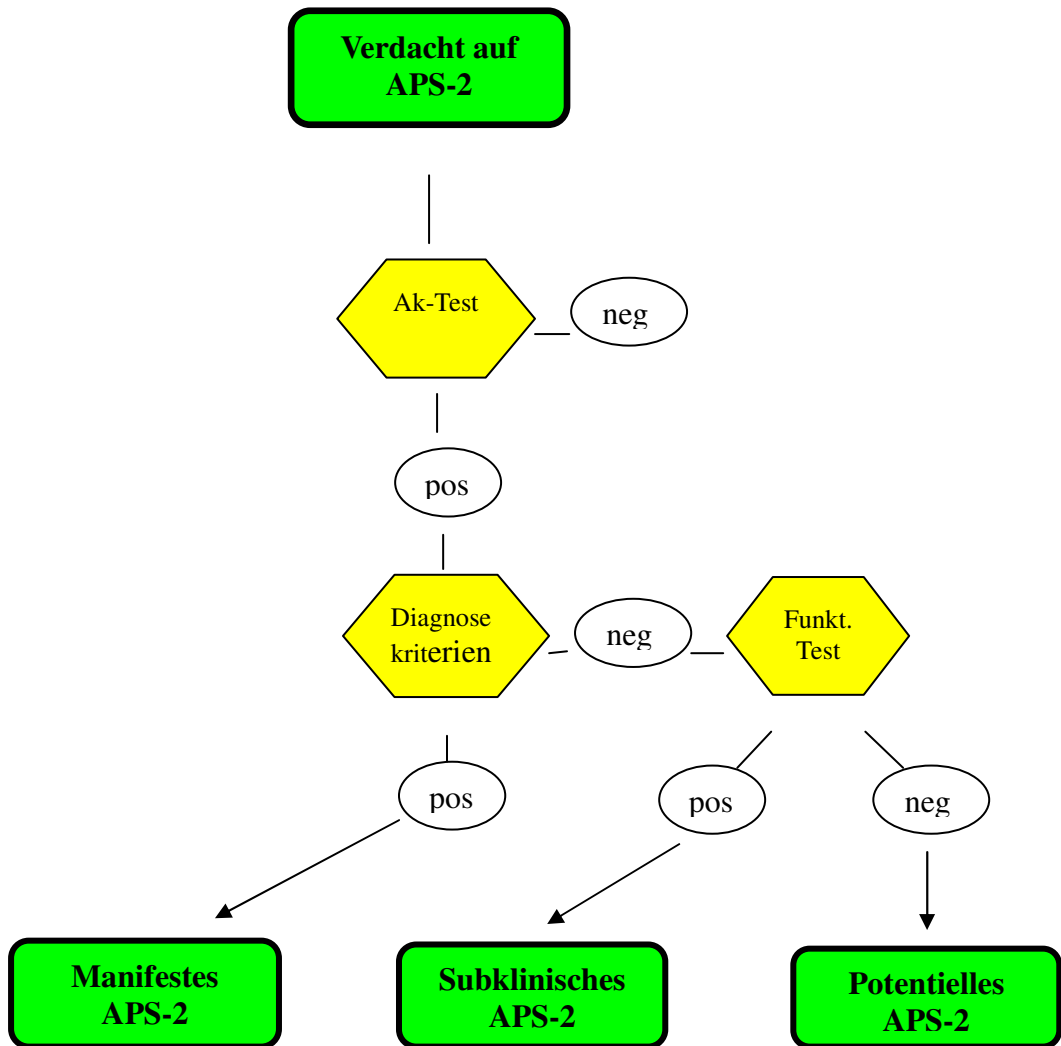 Verdacht auf
APS-2
Ak-Test
neg
pos
Diagnose
kriterien
neg
Funkt.
Test
pos
pos
neg
Manifestes
APS-2
Subklinisches
APS-2
Potentielles
APS-2